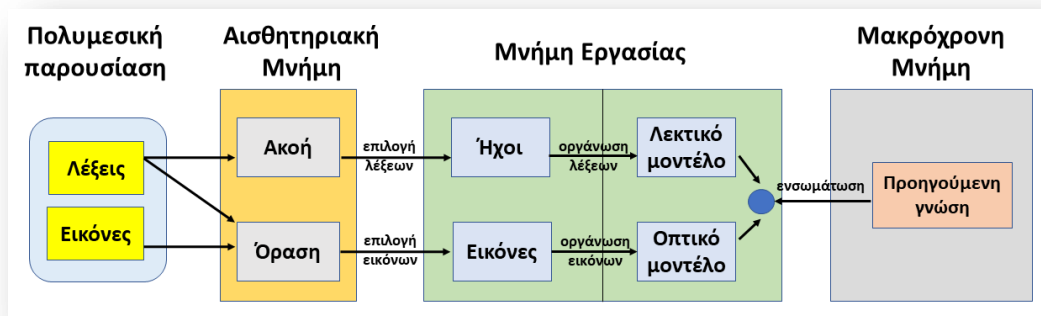 Πολυμεσική
παρουσίαση
Αισθητηριακή
Μνήμη
Μνήμη Εργασίας
Μακρόχρονη
Μνήμη
Λέξεις
Εικόνες
Ακοή
Όραση
επιλογή
λέξεων
επιλογή
εικόνων
Ήχοι
Εικόνες
οργάνωση
λέξεων
οργάνωση
εικόνων
Λεκτικό
μοντέλο
Οπτικό
μοντέλο
ενσωμάτωση
Προηγούμενη
γνώση